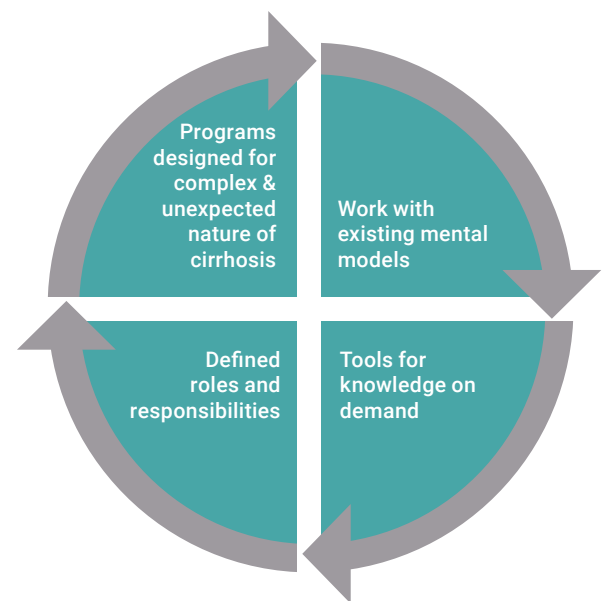 Programs
designed for
complex &
unexpected
nature of
cirrhosis
Work with
existing mental
models
Defined
roles and
responsibilities
Tools for
knowledge on
demand